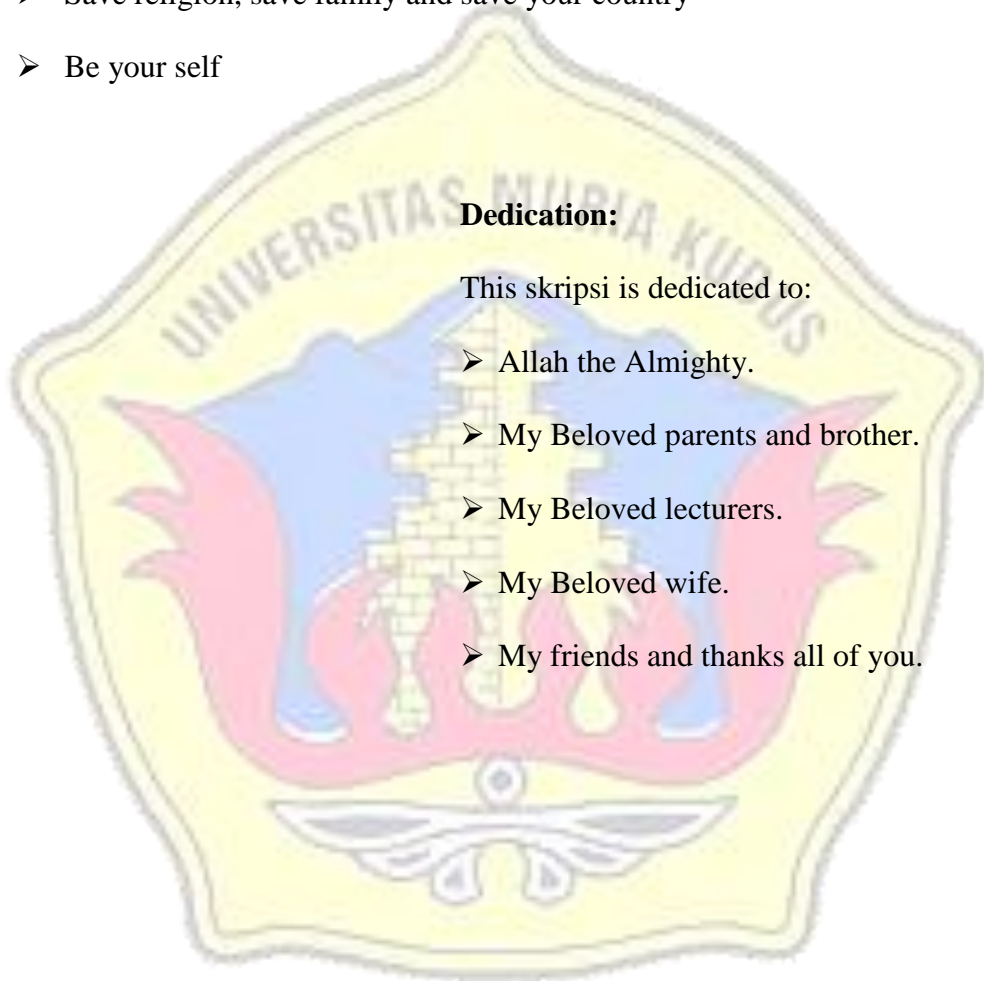 ➢ Save religion, save family and save your country
➢ Be your self
UNIVERSITAS MURIA KUDUS
Dedication:
This skripsi is dedicated to:
➢ Allah the Almighty.
➢ My Beloved parents and brother.
➢ My Beloved lecturers.
➢ My Beloved wife.
➢ My friends and thanks all of you.